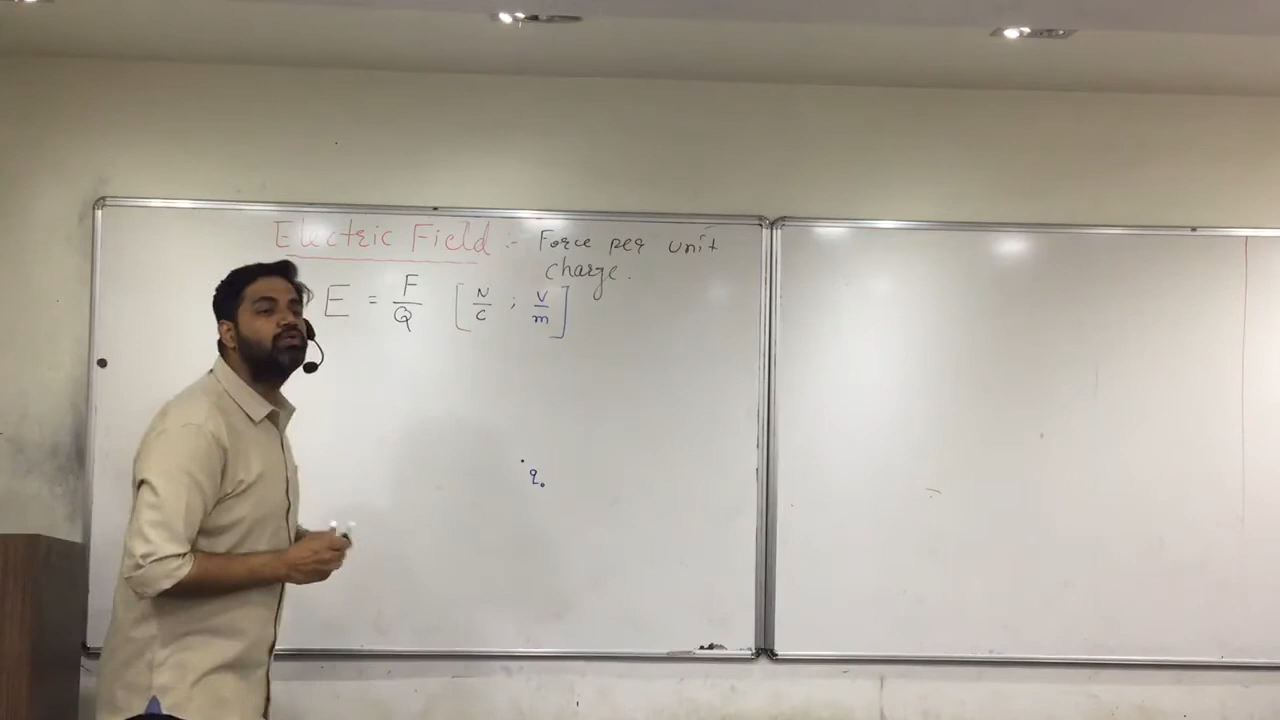 Electric Field :- Force per unit
charge.
E = F/Q [N/C ; V/m]
q₀